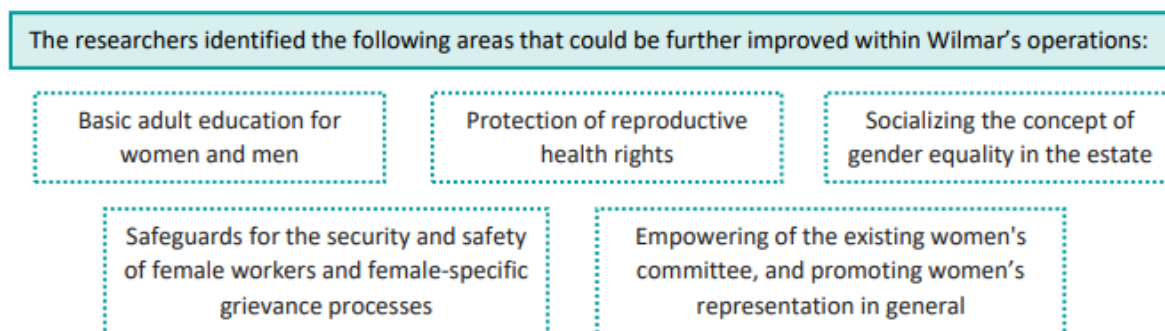 The researchers identified the following areas that could be further improved within Wilmar’s operations:
Basic adult education for
women and men
Protection of reproductive
health rights
Socializing the concept of
gender equality in the estate
Safeguards for the security and safety
of female workers and female-specific
grievance processes
Empowering of the existing women's
committee, and promoting women’s
representation in general